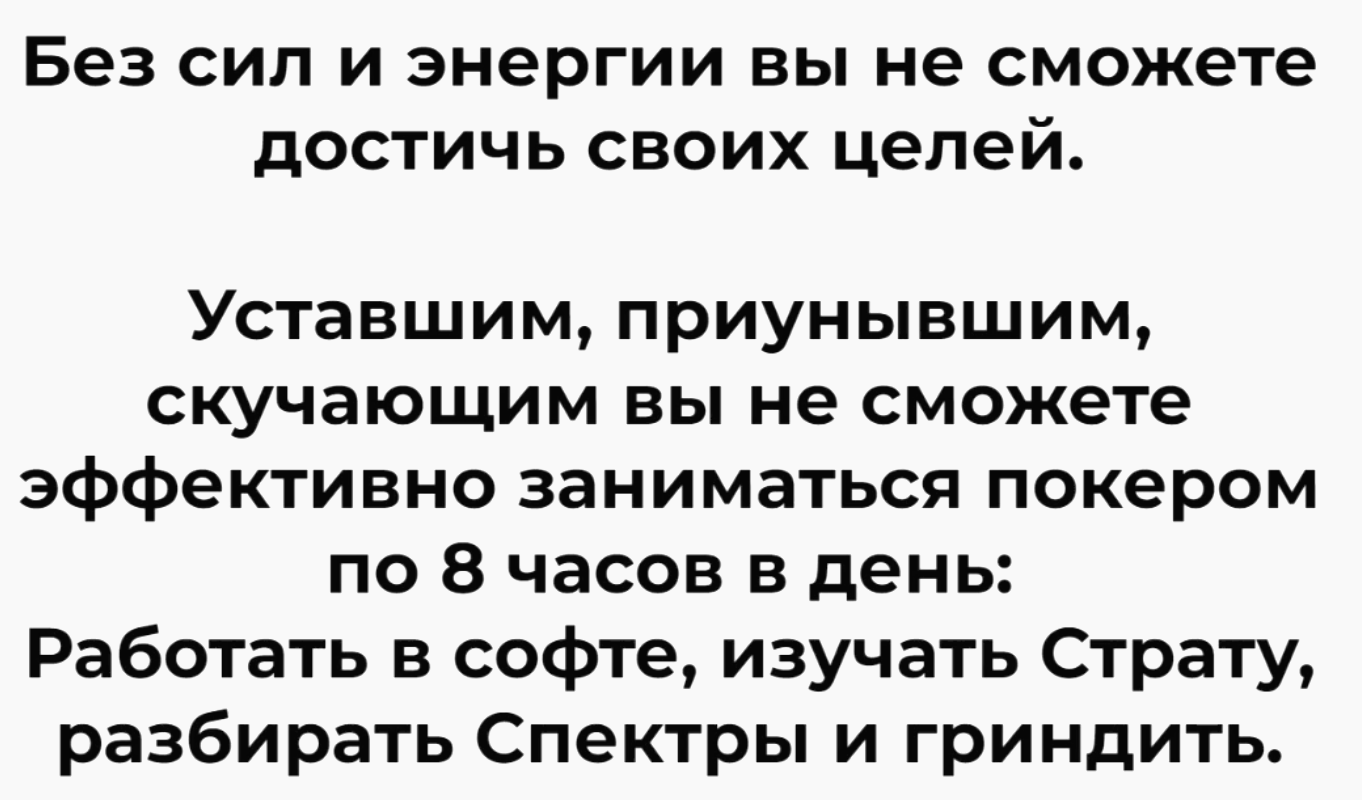 Без сил и энергии вы не сможете
достичь своих целей.
Уставшим, приунывшим,
скучающим вы не сможете
эффективно заниматься покером
по 8 часов в день:
Работать в софте, изучать Страту,
разбирать Спектры и гриндить.